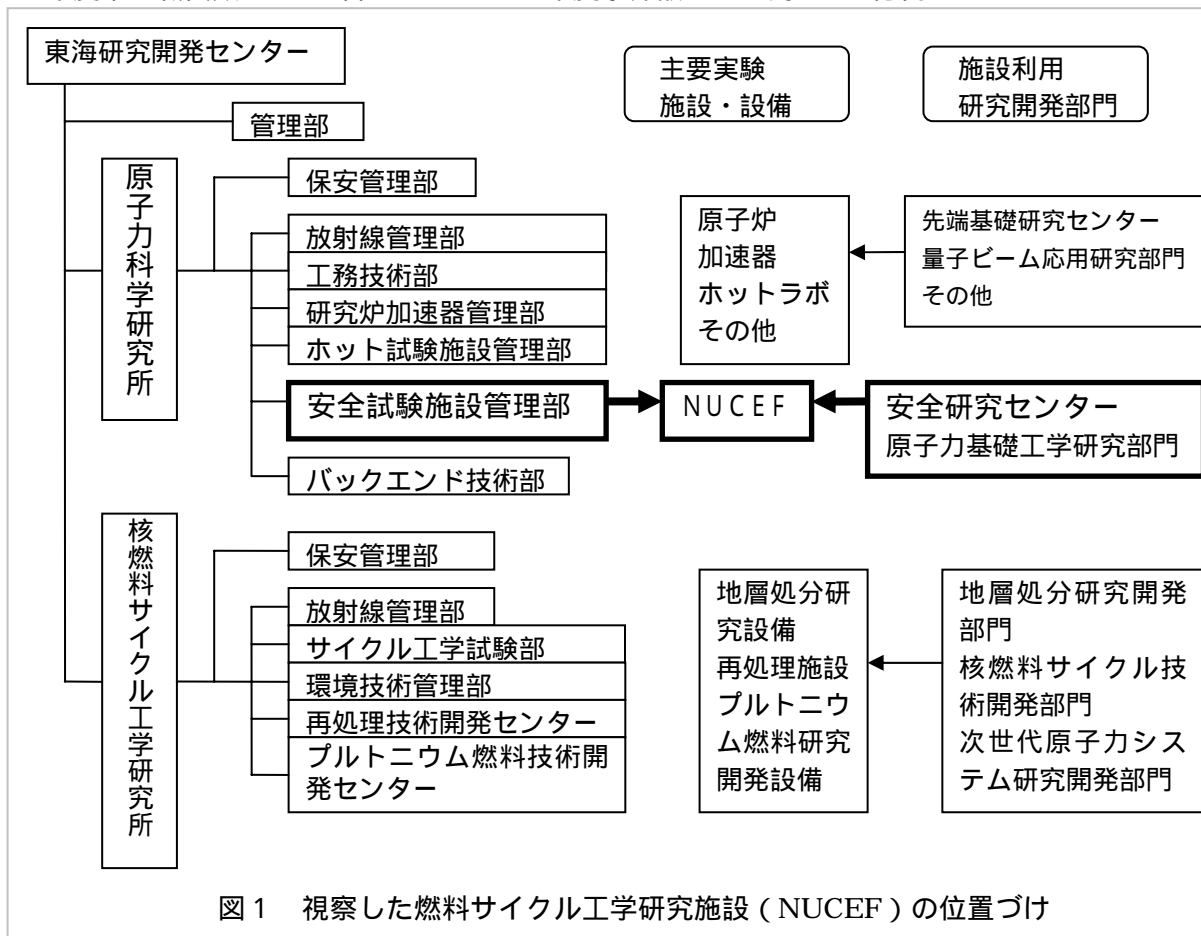 東海研究開発センター
主要実験
施設・設備
施設利用
研究開発部門
管理部
原子力科学研究所
保安管理部
放射線管理部
工務技術部
研究炉加速器管理部
ホット試験施設管理部
安全試験施設管理部
バックエンド技術部
原子炉
加速器
ホットラボ
その他
先端基礎研究センター
量子ビーム応用研究部門
その他
NUCEF
安全研究センター
原子力基礎工学研究部門
核燃料サイクル工学研究所
保安管理部
放射線管理部
サイクル工学試験部
環境技術管理部
再処理技術開発センター
プルトニウム燃料技術開
発センター
地層処分研
究設備
再処理施設
プルトニウ
ム燃料研究
開発設備
地層処分研究開発
部門
核燃料サイクル技
術開発部門
次世代原子力シス
テム研究開発部門
図1 視察した燃料サイクル工学研究施設(NUCEF)の位置づけ